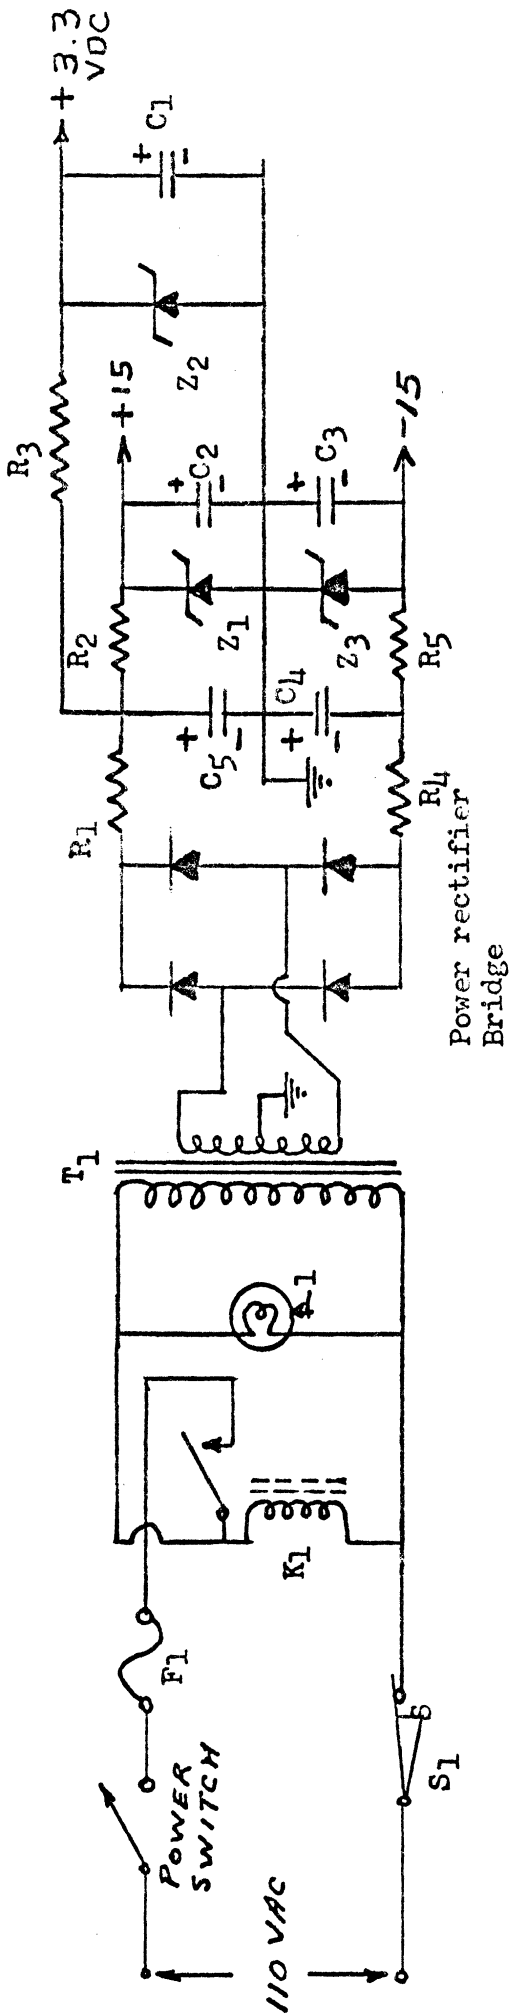 110 VAC
POWER
SWITCH
S1
S
F1
K1
1
T1
Power rectifier
Bridge
R1
R4
C5
+
-
C4
+
-
R2
R5
Z1
Z3
C2
+
-
C3
+
-
+15
-15
R3
Z2
C1
+
-
+ 3.3
VDC